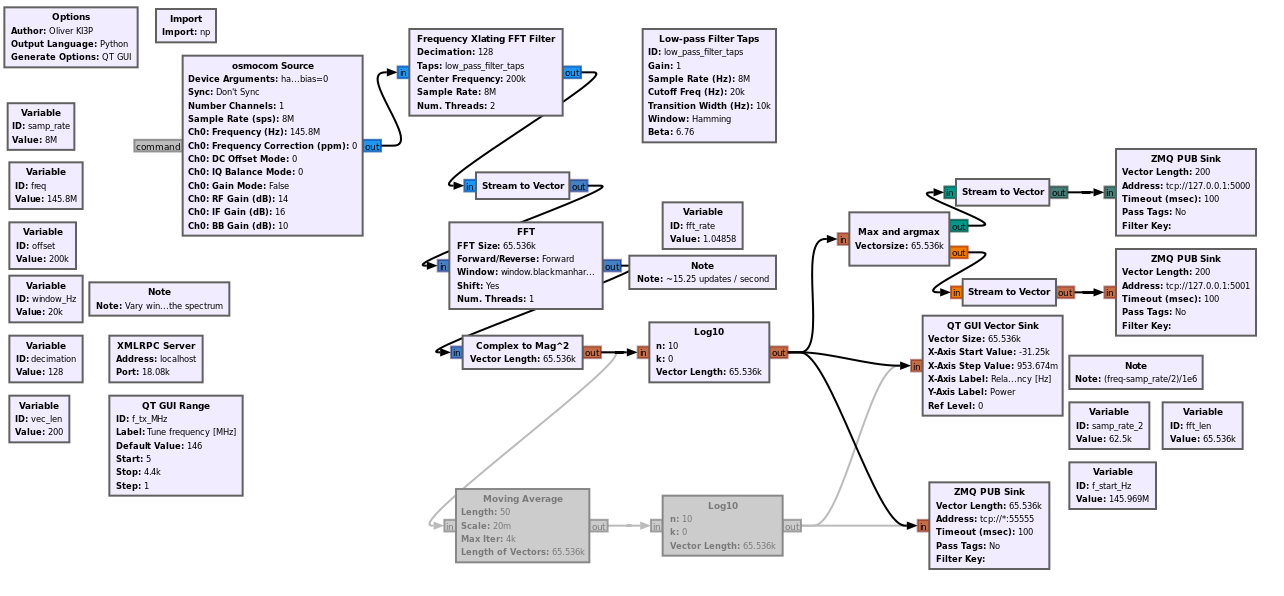 Options
Author: Oliver KI3P
Output Language: Python
Generate Options: QT GUI
Import
Import: np
osmocom Source
Device Arguments: ha...bias=0
Sync: Don't Sync
Number Channels: 1
Sample Rate (sps): 8M
Ch0: Frequency (Hz): 145.8M
Ch0: Frequency Correction (ppm): 0
Ch0: DC Offset Mode: 0
Ch0: IQ Balance Mode: 0
Ch0: Gain Mode: False
Ch0: RF Gain (dB): 14
Ch0: IF Gain (dB): 16
Ch0: BB Gain (dB): 10
command
out
Variable
ID: samp_rate
Value: 8M
Variable
ID: freq
Value: 145.8M
Variable
ID: offset
Value: 200k
Variable
ID: window_Hz
Value: 20k
Note
Note: Vary win...the spectrum
Variable
ID: decimation
Value: 128
XMLRPC Server
Address: localhost
Port: 18.08k
Variable
ID: vec_len
Value: 200
QT GUI Range
ID: f_tx_MHz
Label: Tune frequency [MHz]
Default Value: 146
Start: 5
Stop: 4.4k
Step: 1
Frequency Xlating FFT Filter
Decimation: 128
Taps: low_pass_filter_taps
Center Frequency: 200k
Sample Rate: 8M
Num. Threads: 2
in
out
Low-pass Filter Taps
ID: low_pass_filter_taps
Gain: 1
Sample Rate (Hz): 8M
Cutoff Freq (Hz): 20k
Transition Width (Hz): 10k
Window: Hamming
Beta: 6.76
in
Stream to Vector
out
FFT
FFT Size: 65.536k
Forward/Reverse: Forward
Window: window.blackmanhar...
Shift: Yes
Num. Threads: 1
in
out
Variable
ID: fft_rate
Value: 1.04858
Note
Note: ~15.25 updates / second
in
Complex to Mag^2
Vector Length: 65.536k
out
in
Log10
n: 10
k: 0
Vector Length: 65.536k
out
in
Moving Average
Length: 50
Scale: 20m
Max Iter: 4k
Length of Vectors: 65.536k
out
in
Log10
n: 10
k: 0
Vector Length: 65.536k
out
in
Max and argmax
Vectorsize: 65.536k
out
out
in
Stream to Vector
out
in
ZMQ PUB Sink
Vector Length: 200
Address: tcp://127.0.0.1:5000
Timeout (msec): 100
Pass Tags: No
Filter Key:
in
Stream to Vector
out
in
ZMQ PUB Sink
Vector Length: 200
Address: tcp://127.0.0.1:5001
Timeout (msec): 100
Pass Tags: No
Filter Key:
in
QT GUI Vector Sink
Vector Size: 65.536k
X-Axis Start Value: -31.25k
X-Axis Step Value: 953.674m
X-Axis Label: Rela...ncy [Hz]
Y-Axis Label: Power
Ref Level: 0
Note
Note: (freq-samp_rate/2)/1e6
Variable
ID: samp_rate_2
Value: 62.5k
Variable
ID: fft_len
Value: 65.536k
Variable
ID: f_start_Hz
Value: 145.969M
in
ZMQ PUB Sink
Vector Length: 65.536k
Address: tcp://*:55555
Timeout (msec): 100
Pass Tags: No
Filter Key: